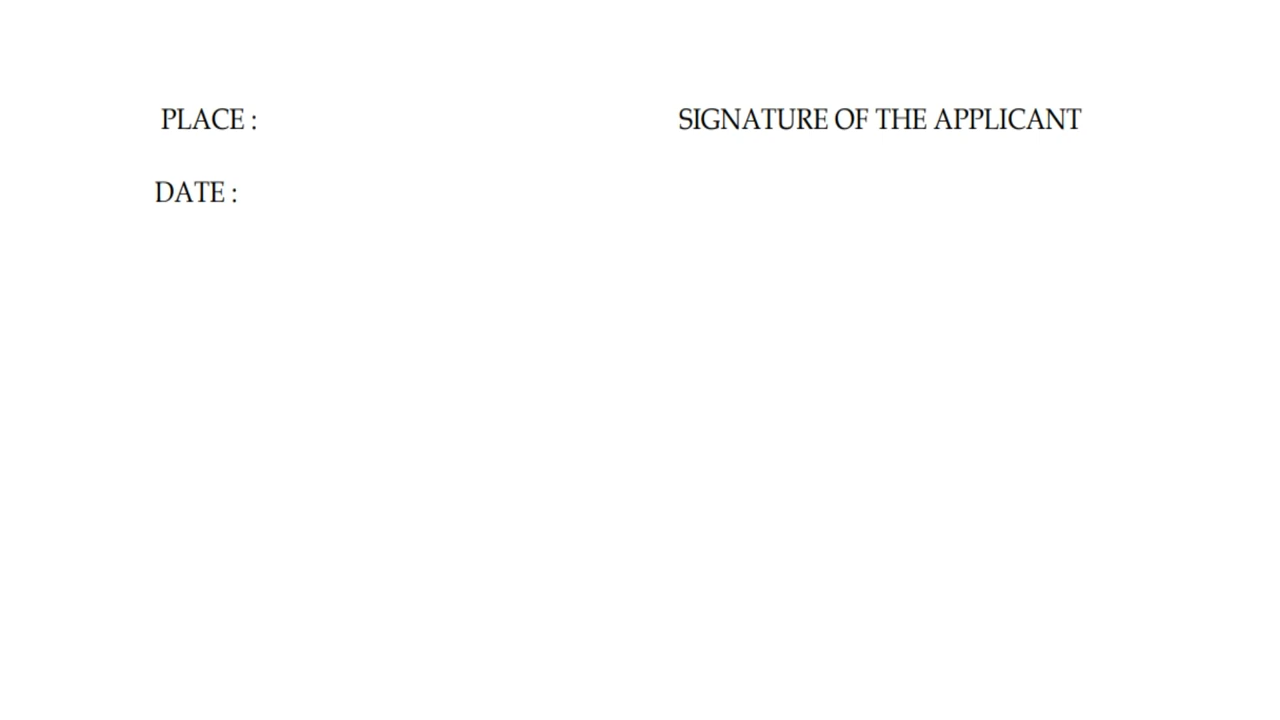 PLACE : SIGNATURE OF THE APPLICANT
DATE :